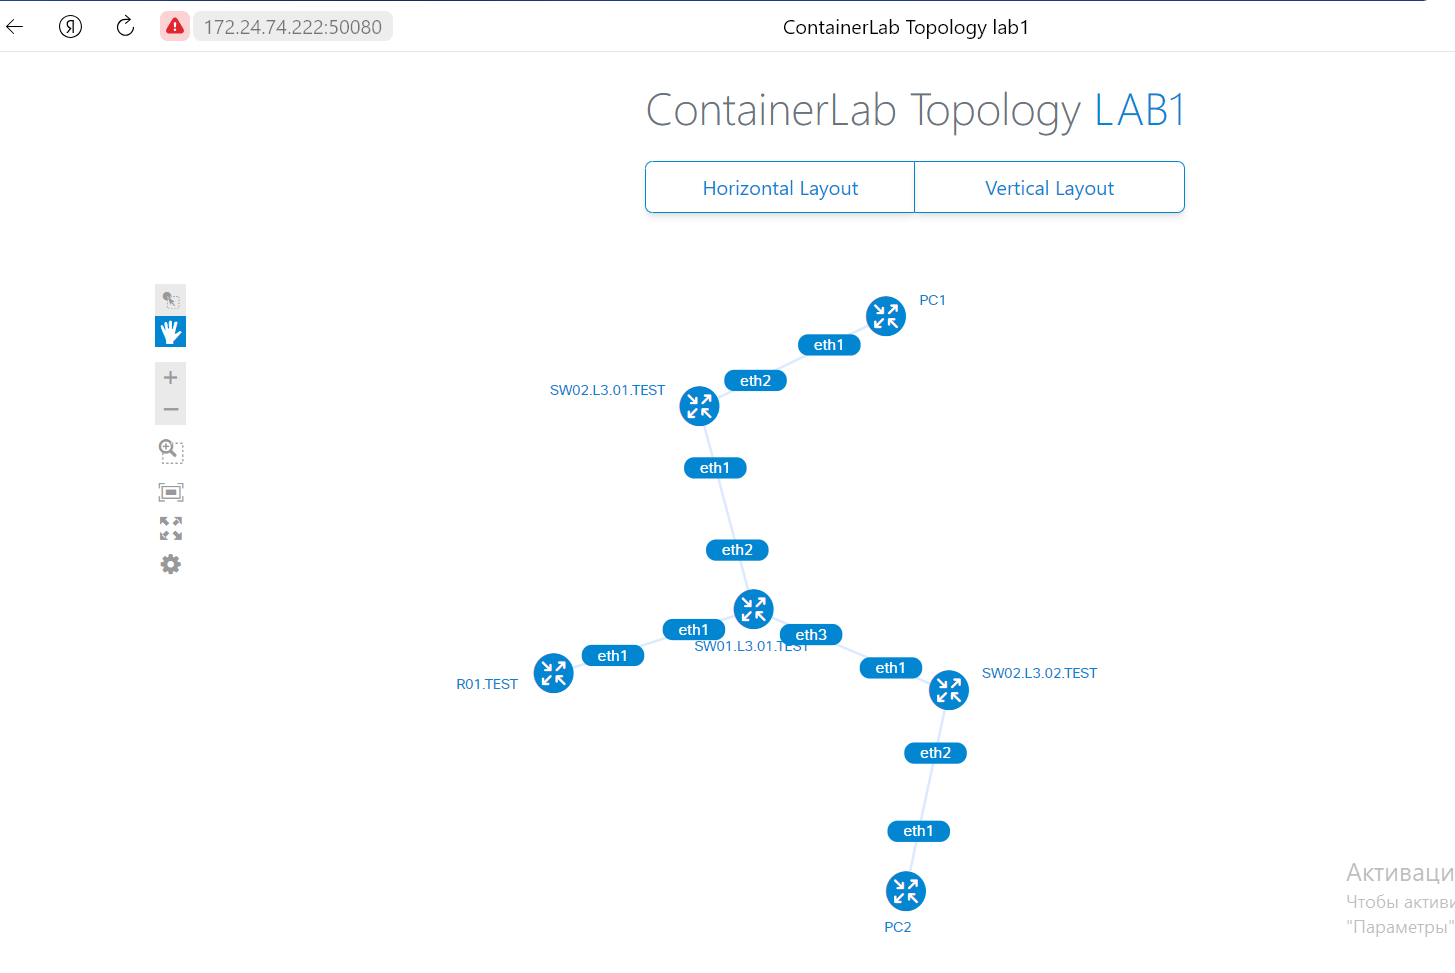 172.24.74.222:50080
ContainerLab Topology lab1
ContainerLab Topology LAB1
Horizontal Layout
Vertical Layout
PC1
eth1
eth2
SW02.L3.01.TEST
eth1
eth2
eth1
eth3
SW01.L3.01.TEST
eth1
R01.TEST
eth1
SW02.L3.02.TEST
eth2
eth1
PC2
Активаци
Чтобы активи
"Параметры"